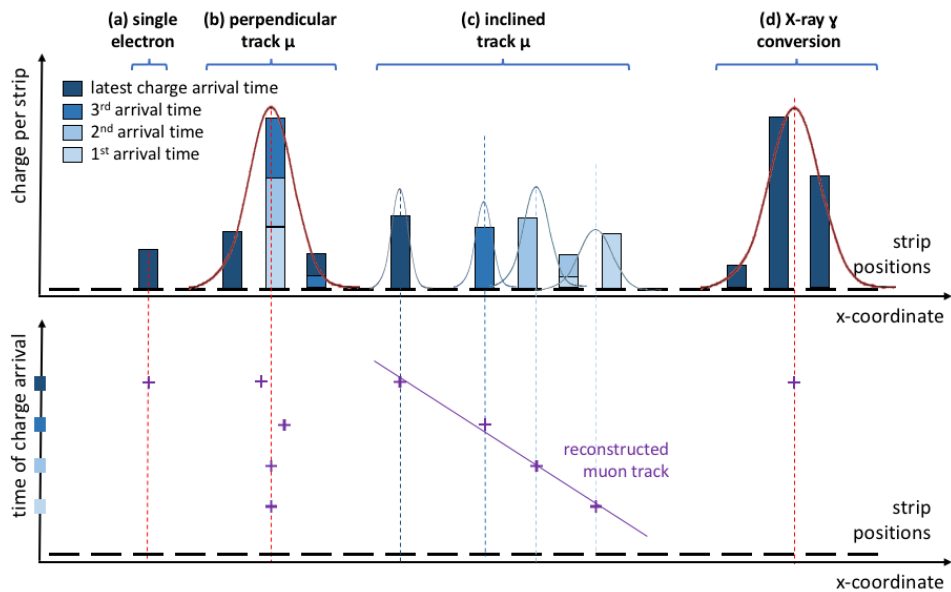 (a) single
electron
(b) perpendicular
track μ
(c) inclined
track μ
(d) X-ray ɣ
conversion
charge per strip
latest charge arrival time
3rd arrival time
2nd arrival time
1st arrival time
strip
positions
x-coordinate
time of charge arrival
reconstructed
muon track
strip
positions
x-coordinate